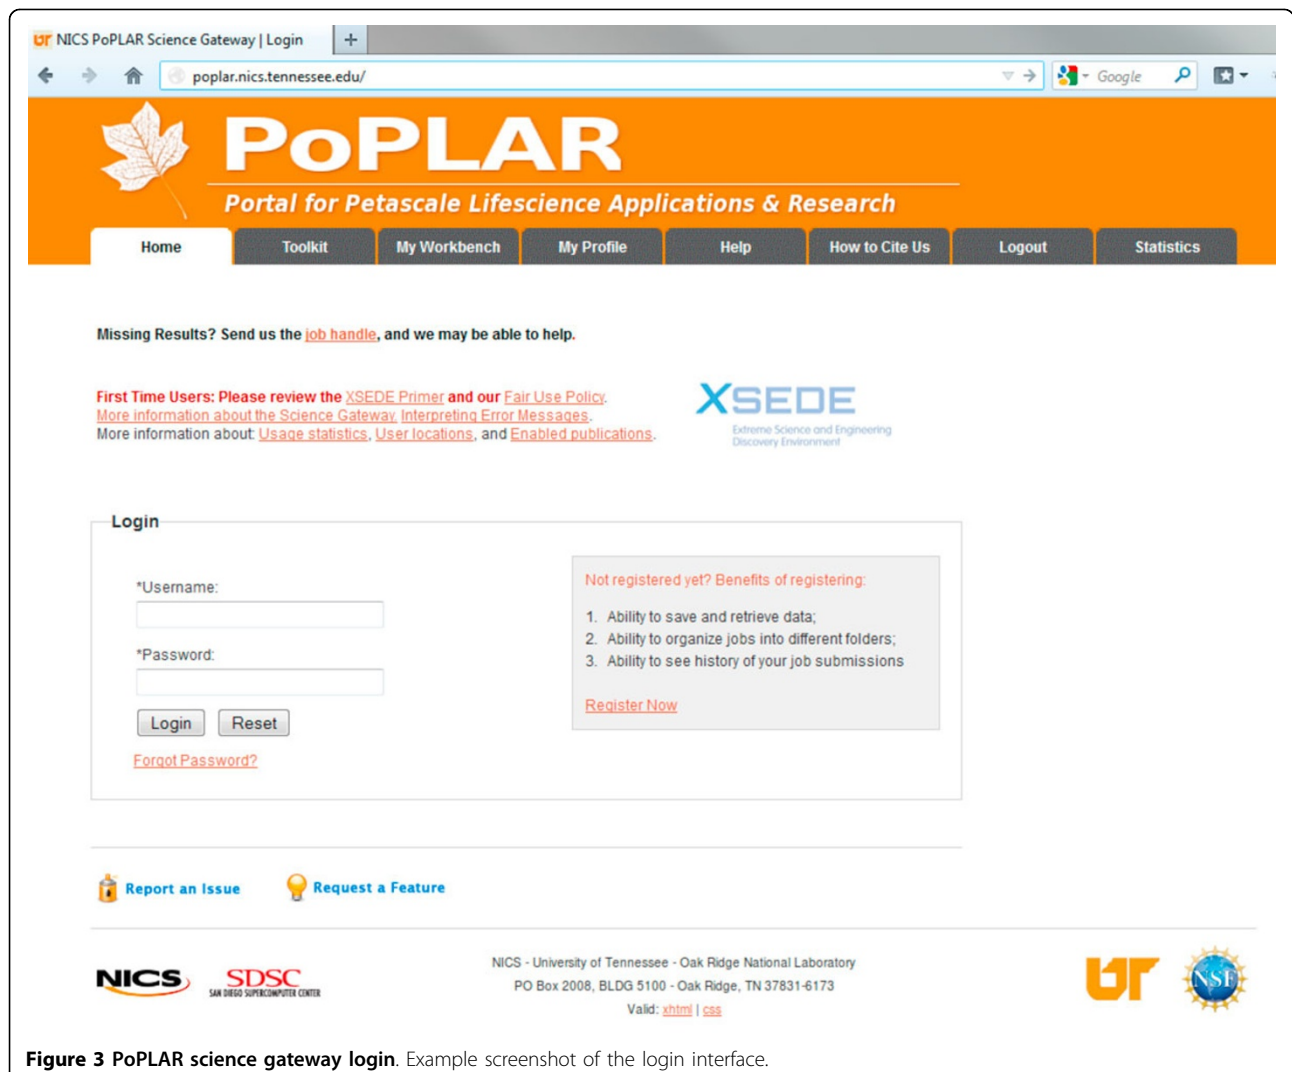 NICS PoPLAR Science Gateway | Login
poplar.nics.tennessee.edu/
Google
PoPLAR
Portal for Petascale Lifescience Applications & Research
Home Toolkit My Workbench My Profile Help How to Cite Us Logout Statistics
Missing Results? Send us the job handle, and we may be able to help.
First Time Users: Please review the XSEDE Primer and our Fair Use Policy.
More information about the Science Gateway, Interpreting Error Messages.
More information about: Usage statistics, User locations, and Enabled publications.
XSEDE
Extreme Science and Engineering
Discovery Environment
Login
*Username:
*Password:
Login Reset
Forgot Password?
Not registered yet? Benefits of registering:
1. Ability to save and retrieve data;
2. Ability to organize jobs into different folders;
3. Ability to see history of your job submissions
Register Now
Report an Issue Request a Feature
NICS
SDSC
SAN DIEGO SUPERCOMPUTER CENTER
NICS - University of Tennessee - Oak Ridge National Laboratory
PO Box 2008, BLDG 5100 - Oak Ridge, TN 37831-6173
Valid: xhtml | css
UT
NSF
Figure 3 PoPLAR science gateway login. Example screenshot of the login interface.